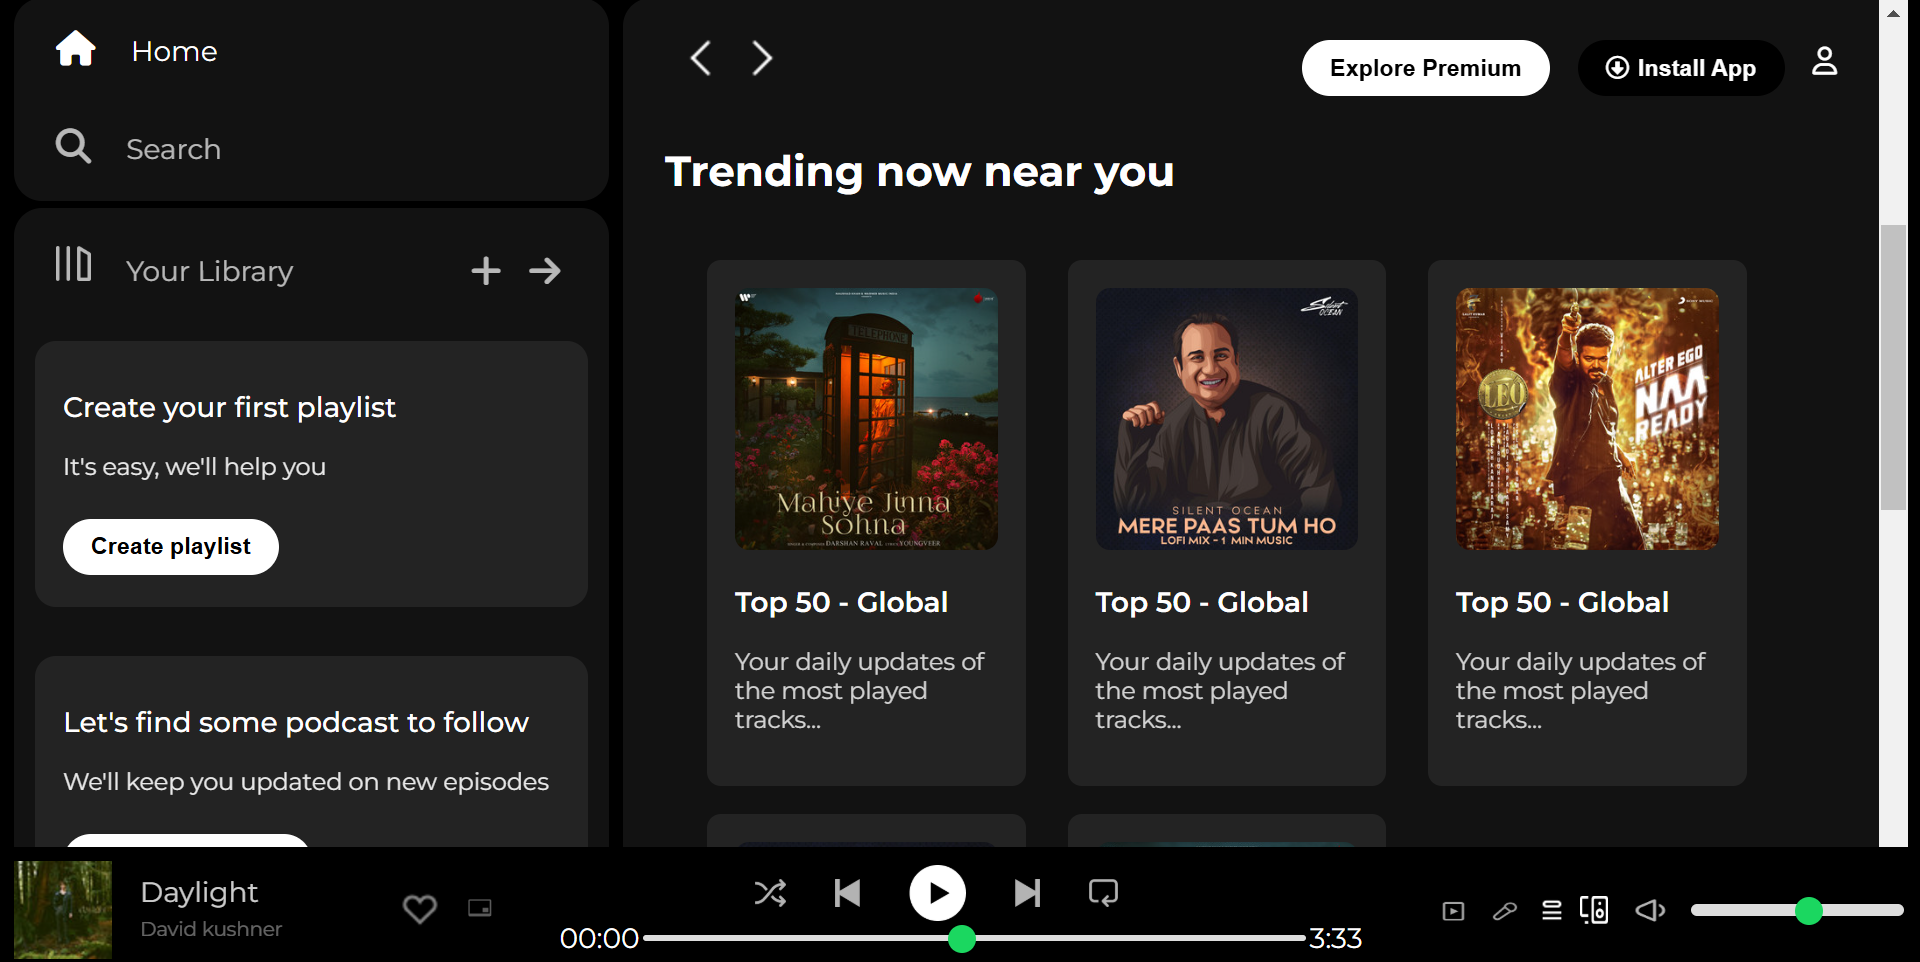 Home
Search
Your Library
Create your first playlist
It's easy, we'll help you
Create playlist
Let's find some podcast to follow
We'll keep you updated on new episodes
Explore Premium
Install App
Trending now near you
TELEPHONE
Mahiye Jinna
Sohna
DARSHAN RAVAL
YOUNGVEER
Top 50 - Global
Your daily updates of
the most played
tracks...
Silent
OCEAN
SILENT OCEAN
MERE PAAS TUM HO
LOFI MIX - 1 MIN MUSIC
Top 50 - Global
Your daily updates of
the most played
tracks...
LEO
ALTER EGO
NAA
READY
Top 50 - Global
Your daily updates of
the most played
tracks...
Daylight
David kushner
00:00
3:33